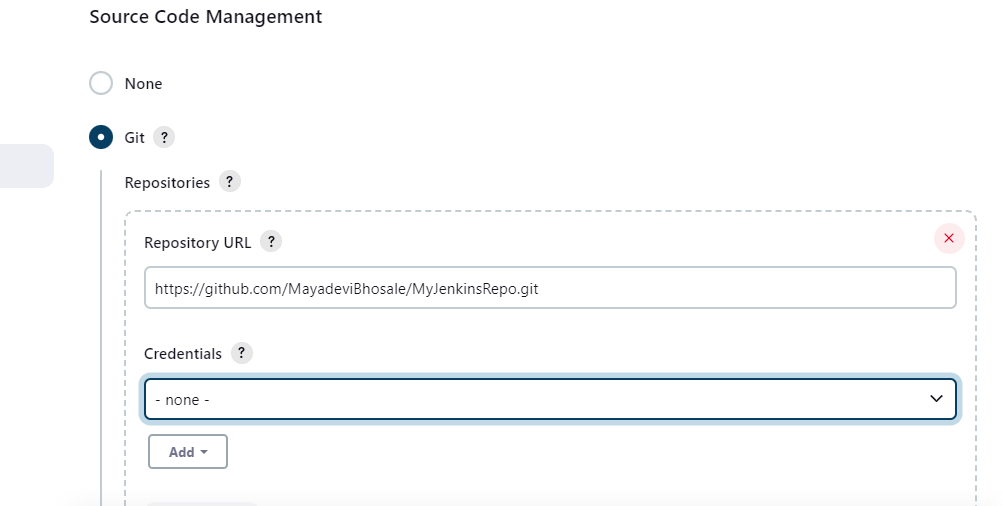 Source Code Management
None
Git ?
Repositories ?
Repository URL ?
https://github.com/MayadeviBhosale/MyJenkinsRepo.git
Credentials ?
- none -
Add